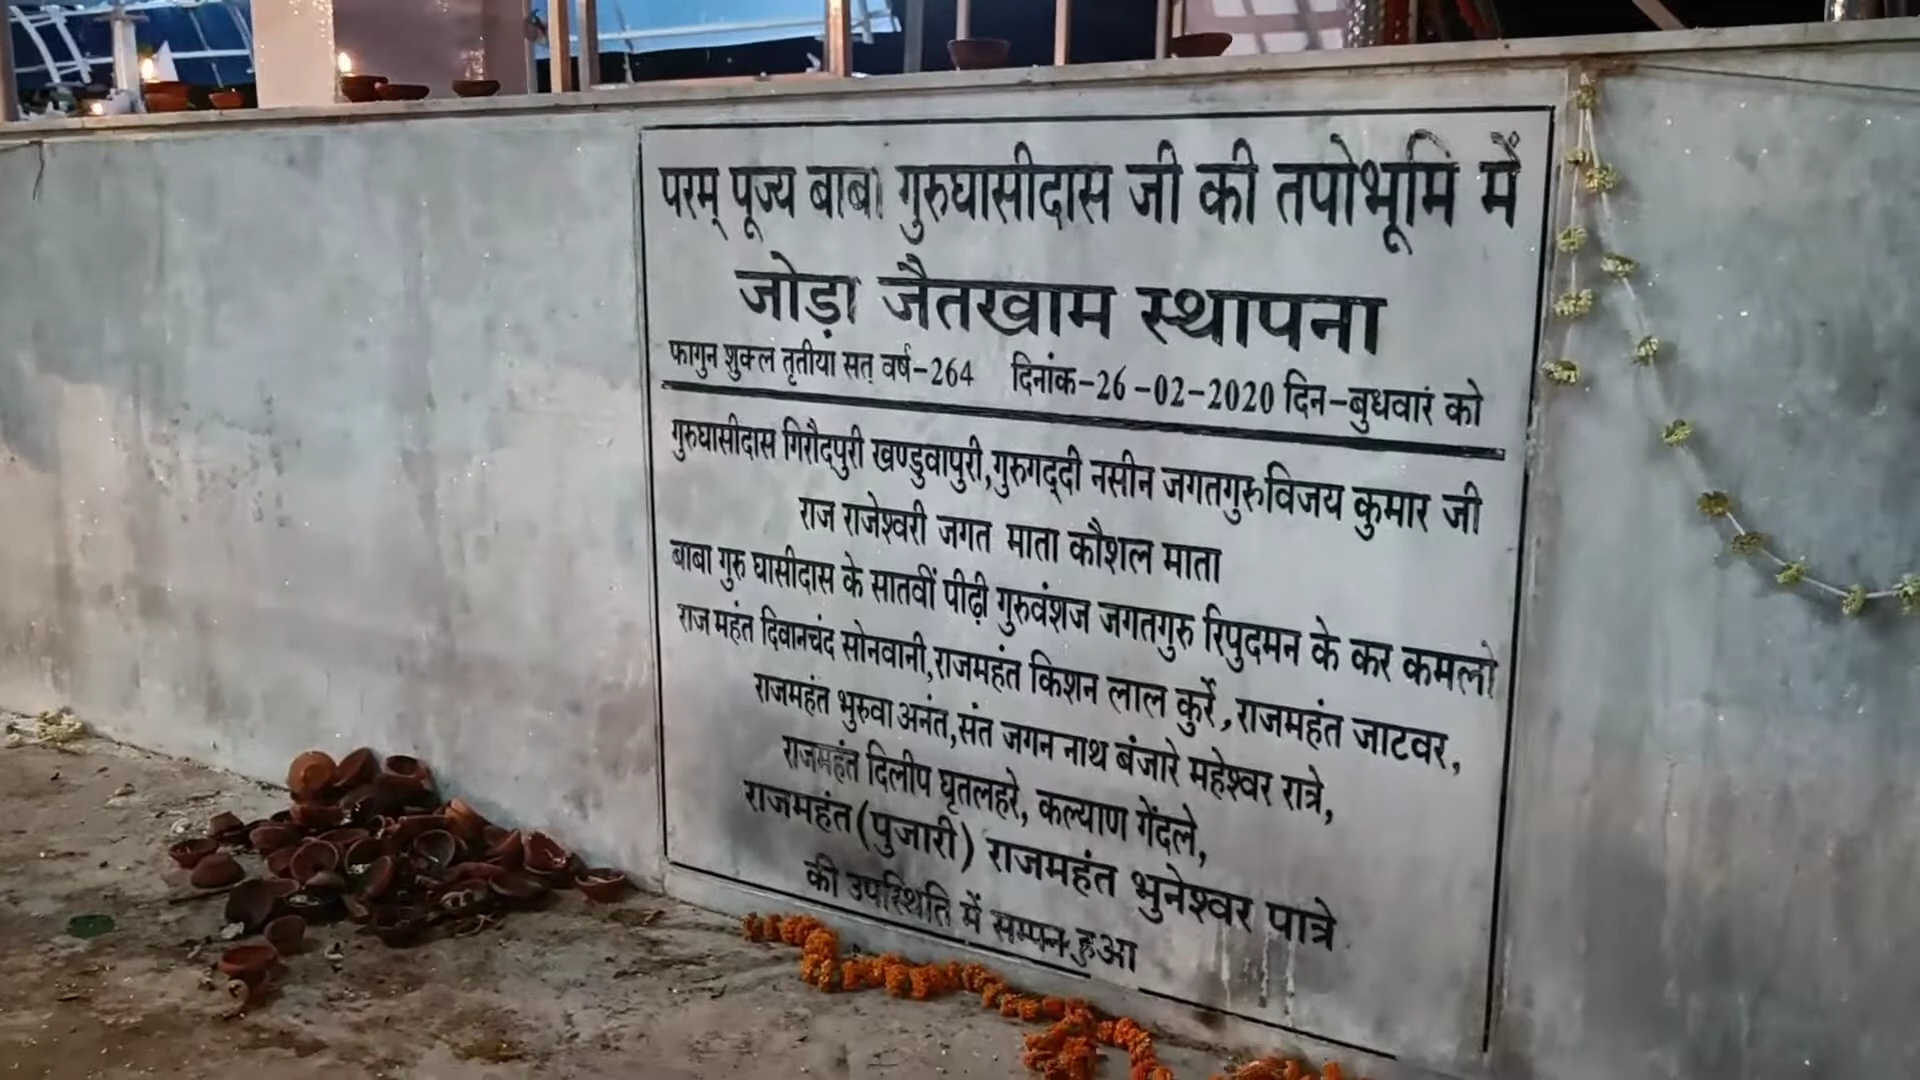 परम् पूज्य बाबा गुरुघासीदास जी की तपोभूमि में
जोड़ा जैतखाम स्थापना
फागुन शुक्ल तृतीया सत् वर्ष-264 दिनांक-26-02-2020 दिन-बुधवार को
गुरुघासीदास गिरौद्पुरी खण्डुवापुरी,गुरुगद्दी नसीन जगतगुरु विजय कुमार जी
राज राजेश्वरी जगत माता कौशल माता
बाबा गुरु घासीदास के सातवीं पीढ़ी गुरुवंशज जगतगुरु रिपुदमन के कर कमलो
राज महंत दिवानचंद सोनवानी,राजमहंत किशन लाल कुर्रे,राजमहंत जाटवर,
राजमहंत भुरुवा अनंत,संत जगन नाथ बंजारे महेश्वर रात्रे,
राजमहंत दिलीप घृतलहरे, कल्याण गेंदले,
राजमहंत(पुजारी) राजमहंत भुनेश्वर पात्रे
की उपस्थिति में सम्पन हुआ